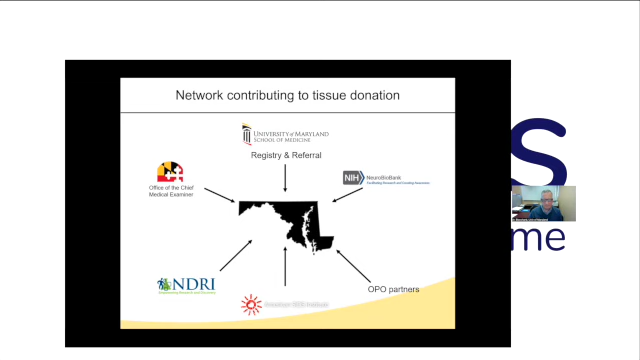 Network contributing to tissue donation
UNIVERSITY of MARYLAND
SCHOOL OF MEDICINE
Registry & Referral
Office of the Chief
Medical Examiner
NIH NeuroBioBank
NDRI
OPO partners
S
me